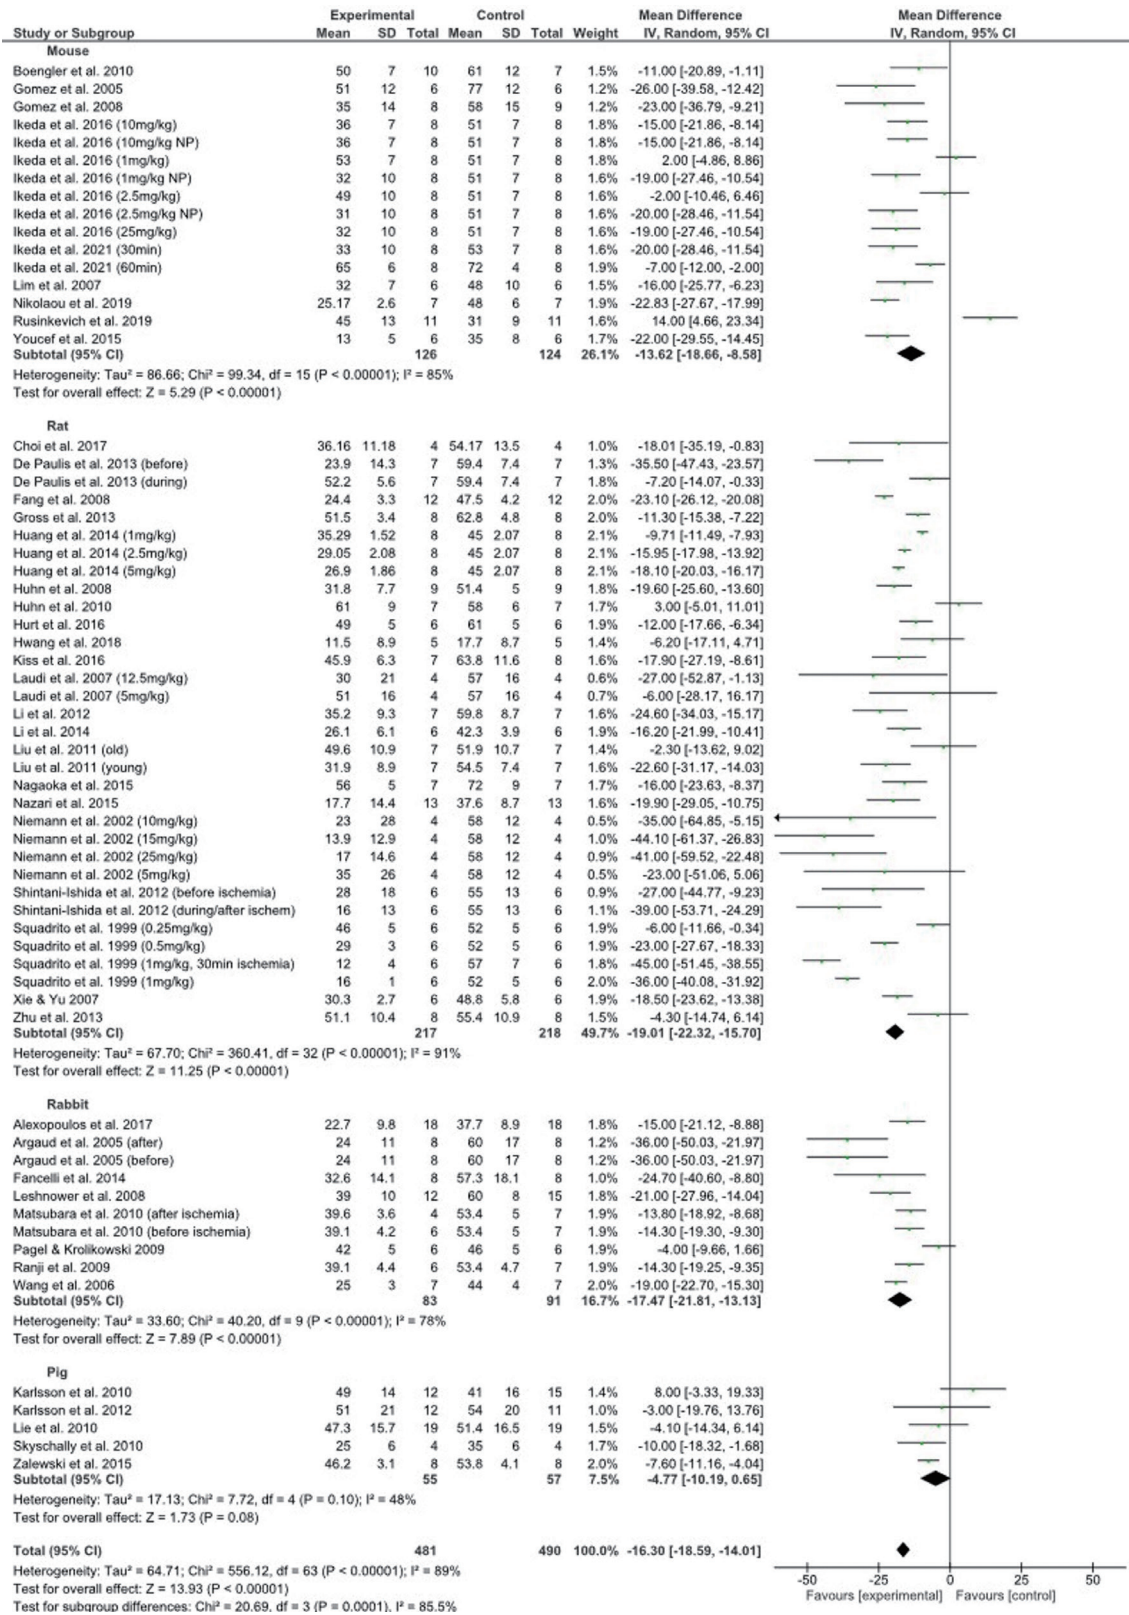 Experimental Control Mean Difference Mean Difference
Study or Subgroup Mean SD Total Mean SD Total Weight IV, Random, 95% CI IV, Random, 95% CI
Mouse
Boengler et al. 2010 50 7 10 61 12 7 1.5% -11.00 [-20.89, -1.11]
Gomez et al. 2005 51 12 6 77 12 6 1.2% -26.00 [-39.58, -12.42]
Gomez et al. 2008 35 14 8 58 15 9 1.2% -23.00 [-36.79, -9.21]
Ikeda et al. 2016 (10mg/kg) 36 7 8 51 7 8 1.8% -15.00 [-21.86, -8.14]
Ikeda et al. 2016 (10mg/kg NP) 36 7 8 51 7 8 1.8% -15.00 [-21.86, -8.14]
Ikeda et al. 2016 (1mg/kg) 53 7 8 51 7 8 1.8% 2.00 [-4.86, 8.86]
Ikeda et al. 2016 (1mg/kg NP) 32 10 8 51 7 8 1.6% -19.00 [-27.46, -10.54]
Ikeda et al. 2016 (2.5mg/kg) 49 10 8 51 7 8 1.6% -2.00 [-10.46, 6.46]
Ikeda et al. 2016 (2.5mg/kg NP) 31 10 8 51 7 8 1.6% -20.00 [-28.46, -11.54]
Ikeda et al. 2016 (25mg/kg) 32 10 8 51 7 8 1.6% -19.00 [-27.46, -10.54]
Ikeda et al. 2021 (30min) 33 10 8 53 7 8 1.6% -20.00 [-28.46, -11.54]
Ikeda et al. 2021 (60min) 65 6 8 72 4 8 1.9% -7.00 [-12.00, -2.00]
Lim et al. 2007 32 7 6 48 10 6 1.5% -16.00 [-25.77, -6.23]
Nikolaou et al. 2019 25.17 2.6 7 48 6 7 1.9% -22.83 [-27.67, -17.99]
Rusinkevich et al. 2019 45 13 11 31 9 11 1.6% 14.00 [4.66, 23.34]
Youcef et al. 2015 13 5 6 35 8 6 1.7% -22.00 [-29.55, -14.45]
Subtotal (95% CI) 126 124 26.1% -13.62 [-18.66, -8.58]
Heterogeneity: Tau² = 86.66; Chi² = 99.34, df = 15 (P < 0.00001); I² = 85%
Test for overall effect: Z = 5.29 (P < 0.00001)
Rat
Choi et al. 2017 36.16 11.18 4 54.17 13.5 4 1.0% -18.01 [-35.19, -0.83]
De Paulis et al. 2013 (before) 23.9 14.3 7 59.4 7.4 7 1.3% -35.50 [-47.43, -23.57]
De Paulis et al. 2013 (during) 52.2 5.6 7 59.4 7.4 7 1.8% -7.20 [-14.07, -0.33]
Fang et al. 2008 24.4 3.3 12 47.5 4.2 12 2.0% -23.10 [-26.12, -20.08]
Gross et al. 2013 51.5 3.4 8 62.8 4.8 8 2.0% -11.30 [-15.38, -7.22]
Huang et al. 2014 (1mg/kg) 35.29 1.52 8 45 2.07 8 2.1% -9.71 [-11.49, -7.93]
Huang et al. 2014 (2.5mg/kg) 29.05 2.08 8 45 2.07 8 2.1% -15.95 [-17.98, -13.92]
Huang et al. 2014 (5mg/kg) 26.9 1.86 8 45 2.07 8 2.1% -18.10 [-20.03, -16.17]
Huhn et al. 2008 31.8 7.7 9 51.4 5 9 1.8% -19.60 [-25.60, -13.60]
Huhn et al. 2010 61 9 7 58 6 7 1.7% 3.00 [-5.01, 11.01]
Hurt et al. 2016 49 5 6 61 5 6 1.9% -12.00 [-17.66, -6.34]
Hwang et al. 2018 11.5 8.9 5 17.7 8.7 5 1.4% -6.20 [-17.11, 4.71]
Kiss et al. 2016 45.9 6.3 7 63.8 11.6 8 1.6% -17.90 [-27.19, -8.61]
Laudi et al. 2007 (12.5mg/kg) 30 21 4 57 16 4 0.6% -27.00 [-52.87, -1.13]
Laudi et al. 2007 (5mg/kg) 51 16 4 57 16 4 0.7% -6.00 [-28.17, 16.17]
Li et al. 2012 35.2 9.3 7 59.8 8.7 7 1.6% -24.60 [-34.03, -15.17]
Li et al. 2014 26.1 6.1 6 42.3 3.9 6 1.8% -16.20 [-21.99, -10.41]
Liu et al. 2011 (old) 49.6 10.9 7 51.9 10.7 7 1.4% -2.30 [-13.62, 9.02]
Liu et al. 2011 (young) 31.9 8.9 7 54.5 7.4 7 1.6% -22.60 [-31.17, -14.03]
Nagaoka et al. 2015 56 5 7 72 9 7 1.7% -16.00 [-23.63, -8.37]
Nazari et al. 2015 17.7 14.4 13 37.6 8.7 13 1.6% -19.90 [-29.05, -10.75]
Niemann et al. 2002 (10mg/kg) 23 28 4 58 12 4 0.5% -35.00 [-64.85, -5.15]
Niemann et al. 2002 (15mg/kg) 13.9 12.9 4 58 12 4 1.0% -44.10 [-61.37, -26.83]
Niemann et al. 2002 (25mg/kg) 17 14.6 4 58 12 4 0.9% -41.00 [-59.52, -22.48]
Niemann et al. 2002 (5mg/kg) 35 26 4 58 12 4 0.5% -23.00 [-51.06, 5.06]
Shintani-Ishida et al. 2012 (before ischemia) 28 18 6 55 13 6 0.9% -27.00 [-44.77, -9.23]
Shintani-Ishida et al. 2012 (during/after ischem) 16 13 6 55 13 6 1.1% -39.00 [-53.71, -24.29]
Squadrito et al. 1999 (0.25mg/kg) 46 5 6 52 5 6 1.9% -6.00 [-11.66, -0.34]
Squadrito et al. 1999 (0.5mg/kg) 29 3 6 52 5 6 1.9% -23.00 [-27.67, -18.33]
Squadrito et al. 1999 (1mg/kg, 30min ischemia) 12 4 6 57 7 6 1.8% -45.00 [-51.45, -38.55]
Squadrito et al. 1999 (1mg/kg) 16 1 6 52 5 6 2.0% -36.00 [-40.08, -31.92]
Xie & Yu 2007 30.3 2.7 6 48.8 5.8 6 1.9% -18.50 [-23.62, -13.38]
Zhu et al. 2013 51.1 10.4 8 55.4 10.9 8 1.5% -4.30 [-14.74, 6.14]
Subtotal (95% CI) 217 218 49.7% -19.01 [-22.32, -15.70]
Heterogeneity: Tau² = 67.70; Chi² = 360.41, df = 32 (P < 0.00001); I² = 91%
Test for overall effect: Z = 11.25 (P < 0.00001)
Rabbit
Alexopoulos et al. 2017 22.7 9.8 18 37.7 8.9 18 1.8% -15.00 [-21.12, -8.88]
Argaud et al. 2005 (after) 24 11 8 60 17 8 1.2% -36.00 [-50.03, -21.97]
Argaud et al. 2005 (before) 24 11 8 60 17 8 1.2% -36.00 [-50.03, -21.97]
Fancelli et al. 2014 32.6 14.1 8 57.3 18.1 8 1.0% -24.70 [-40.60, -8.80]
Leshnower et al. 2008 39 10 12 60 8 15 1.8% -21.00 [-27.96, -14.04]
Matsubara et al. 2010 (after ischemia) 39.6 3.6 4 53.4 5 7 1.9% -13.80 [-18.92, -8.68]
Matsubara et al. 2010 (before ischemia) 39.1 4.2 6 53.4 5 7 1.9% -14.30 [-19.30, -9.30]
Pagel & Krolikowski 2009 42 5 6 46 5 6 1.9% -4.00 [-9.66, 1.66]
Ranji et al. 2009 39.1 4.4 6 53.4 4.7 7 1.9% -14.30 [-19.25, -9.35]
Wang et al. 2006 25 3 7 44 4 7 2.0% -19.00 [-22.70, -15.30]
Subtotal (95% CI) 83 91 16.7% -17.47 [-21.81, -13.13]
Heterogeneity: Tau² = 33.60; Chi² = 40.20, df = 9 (P < 0.00001); I² = 78%
Test for overall effect: Z = 7.89 (P < 0.00001)
Pig
Karlsson et al. 2010 49 14 12 41 16 15 1.4% 8.00 [-3.33, 19.33]
Karlsson et al. 2012 51 21 12 54 20 11 1.0% -3.00 [-19.76, 13.76]
Lie et al. 2010 47.3 15.7 19 51.4 16.5 19 1.5% -4.10 [-14.34, 6.14]
Skyschally et al. 2010 25 6 4 35 6 4 1.7% -10.00 [-18.32, -1.68]
Zalewski et al. 2015 46.2 3.1 8 53.8 4.1 8 2.0% -7.60 [-11.16, -4.04]
Subtotal (95% CI) 55 57 7.5% -4.77 [-10.19, 0.65]
Heterogeneity: Tau² = 17.13; Chi² = 7.72, df = 4 (P = 0.10); I² = 48%
Test for overall effect: Z = 1.73 (P = 0.08)
Total (95% CI) 481 490 100.0% -16.30 [-18.59, -14.01]
Heterogeneity: Tau² = 64.71; Chi² = 556.12, df = 63 (P < 0.00001); I² = 89%
Test for overall effect: Z = 13.93 (P < 0.00001)
Test for subgroup differences: Chi² = 20.69, df = 3 (P = 0.0001), I² = 85.5%
-50 -25 0 25 50
Favours [experimental] Favours [control]